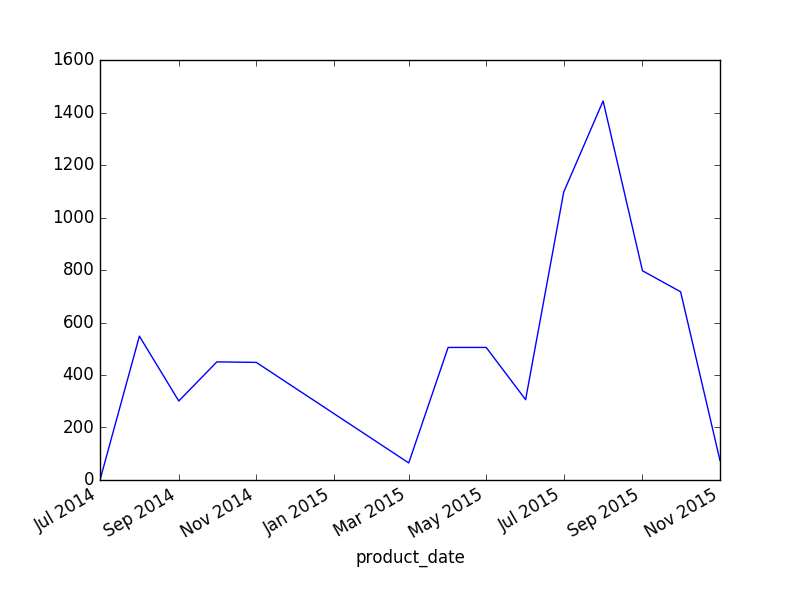 1600
1400
1200
1000
800
600
400
200
0
Jul 2014
Sep 2014
Nov 2014
Jan 2015
Mar 2015
May 2015
Jul 2015
Sep 2015
Nov 2015
product_date